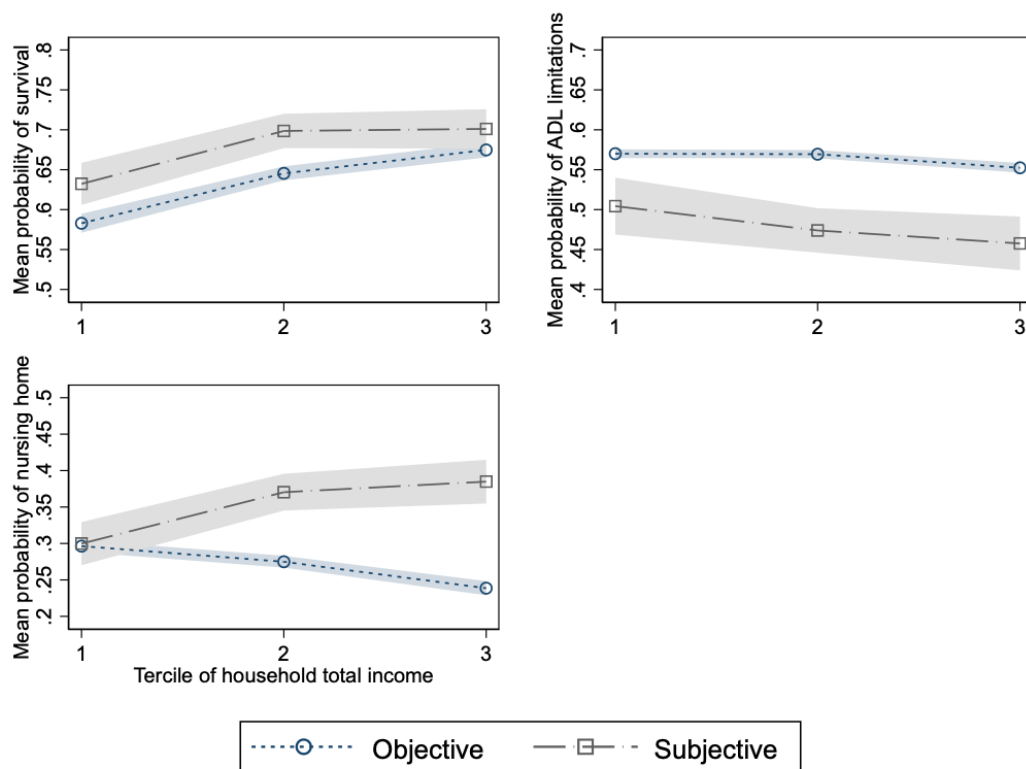 Mean probability of survival
.8
.75
.7
.65
.6
.55
.5
1 2 3
Mean probability of ADL limitations
.7
.65
.6
.55
.5
.45
.4
1 2 3
Mean probability of nursing home
.5
.45
.4
.35
.3
.25
.2
1 2 3
Tercile of household total income
Objective Subjective